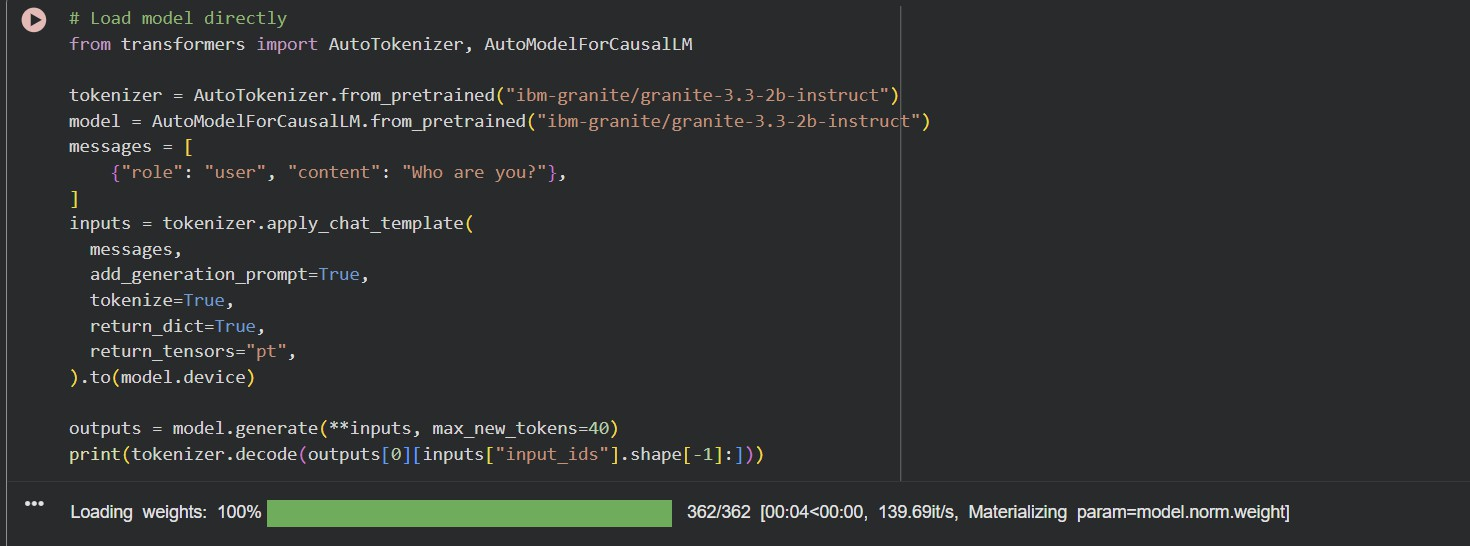 # Load model directly
from transformers import AutoTokenizer, AutoModelForCausalLM

tokenizer = AutoTokenizer.from_pretrained("ibm-granite/granite-3.3-2b-instruct")
model = AutoModelForCausalLM.from_pretrained("ibm-granite/granite-3.3-2b-instruct")
messages = [
    {"role": "user", "content": "Who are you?"},
]
inputs = tokenizer.apply_chat_template(
  messages,
  add_generation_prompt=True,
  tokenize=True,
  return_dict=True,
  return_tensors="pt",
).to(model.device)

outputs = model.generate(**inputs, max_new_tokens=40)
print(tokenizer.decode(outputs[0][inputs["input_ids"].shape[-1]:]))
Loading weights: 100% 362/362 [00:04<00:00, 139.69it/s, Materializing param=model.norm.weight]